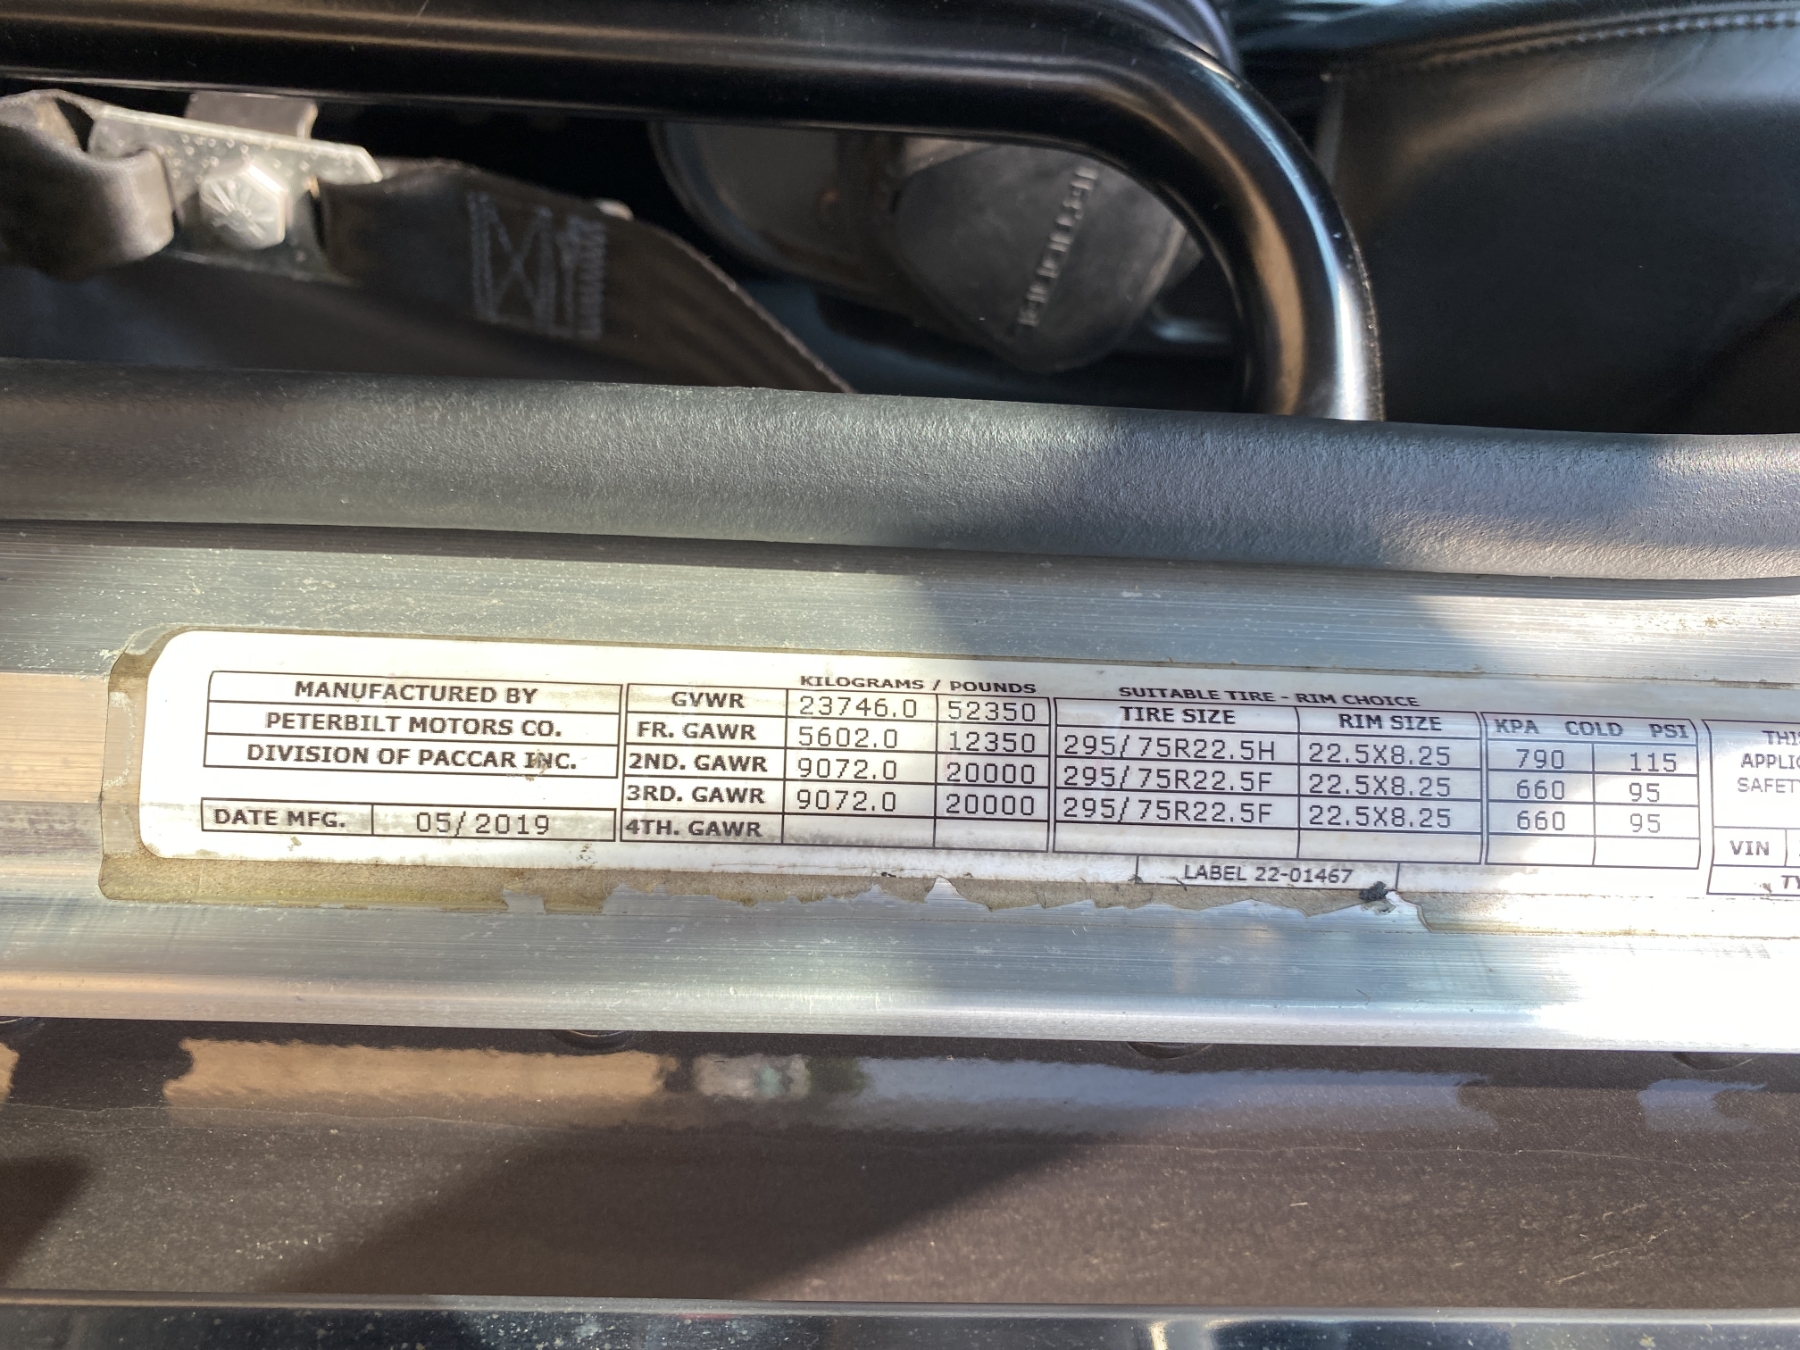 MANUFACTURED BY
PETERBILT MOTORS CO.
DIVISION OF PACCAR INC.
DATE MFG. 05/2019
KILOGRAMS / POUNDS
GVWR 23746.0 52350
FR. GAWR 5602.0 12350
2ND. GAWR 9072.0 20000
3RD. GAWR 9072.0 20000
4TH. GAWR
SUITABLE TIRE - RIM CHOICE
TIRE SIZE RIM SIZE KPA COLD PSI
295/75R22.5H 22.5X8.25 790 115
295/75R22.5F 22.5X8.25 660 95
295/75R22.5F 22.5X8.25 660 95
LABEL 22-01467
VIN